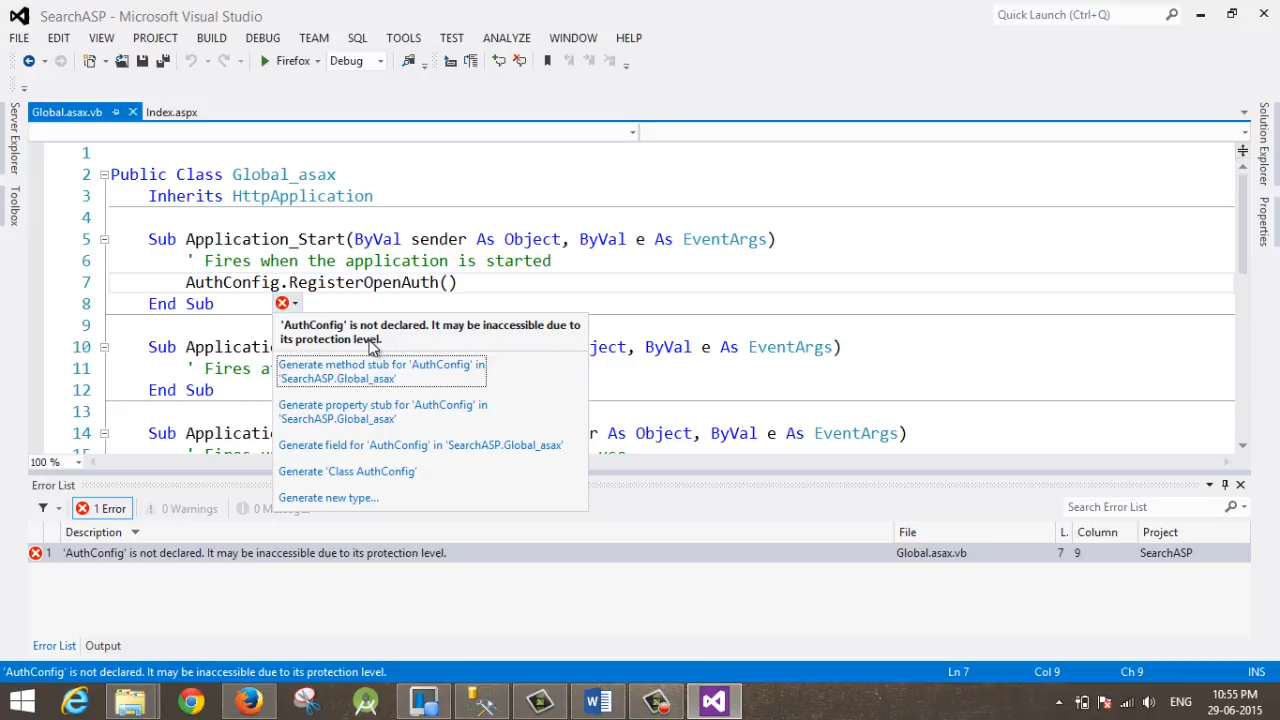 SearchASP - Microsoft Visual Studio
Quick Launch (Ctrl+Q)
FILE EDIT VIEW PROJECT BUILD DEBUG TEAM SQL TOOLS TEST ANALYZE WINDOW HELP
Firefox Debug
Global.asax.vb Index.aspx
Server Explorer
Toolbox
Solution Explorer
Properties
1
2 Public Class Global_asax
3 Inherits HttpApplication
4
5 Sub Application_Start(ByVal sender As Object, ByVal e As EventArgs)
6 ' Fires when the application is started
7 AuthConfig.RegisterOpenAuth()
8 End Sub
'AuthConfig' is not declared. It may be inaccessible due to
its protection level.
Generate method stub for 'AuthConfig' in
'SearchASP.Global_asax'
Generate property stub for 'AuthConfig' in
'SearchASP.Global_asax'
Generate field for 'AuthConfig' in 'SearchASP.Global_asax'
Generate 'Class AuthConfig'
Generate new type...
9
10 Sub Applicatio ject, ByVal e As EventArgs)
11 ' Fires a
12 End Sub
13
14 Sub Applicatio r As Object, ByVal e As EventArgs)
100 %
Error List
1 Error 0 Warnings 0 M
Search Error List
Description File L. Column Project
1 'AuthConfig' is not declared. It may be inaccessible due to its protection level. Global.asax.vb 7 9 SearchASP
Error List Output
'AuthConfig' is not declared. It may be inaccessible due to its protection level. Ln 7 Col 9 Ch 9 INS
ENG
10:55 PM
29-06-2015